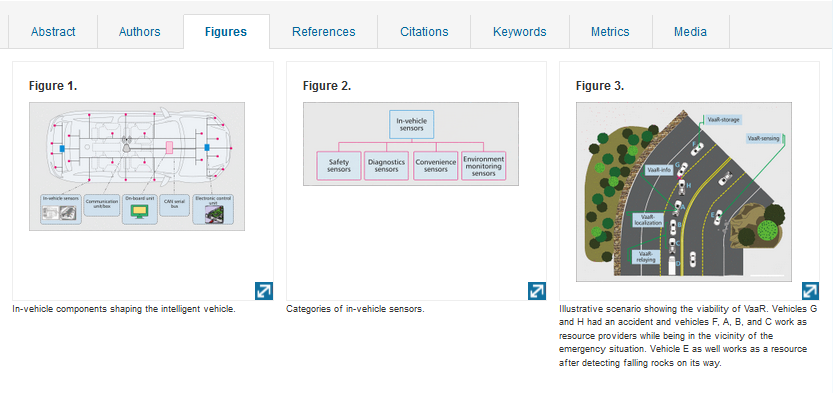 Abstract
Authors
Figures
References
Citations
Keywords
Metrics
Media
Figure 1.
In-vehicle sensors
Communication
unit/box
On-board unit
CAN serial
bus
Electronic control
unit
In-vehicle components shaping the intelligent vehicle.
Figure 2.
In-vehicle
sensors
Safety
sensors
Diagnostics
sensors
Convenience
sensors
Environment
monitoring
sensors
Categories of in-vehicle sensors.
Figure 3.
VaaR-storage
VaaR-sensing
VaaR-info
VaaR-
localization
VaaR-
relaying
F
G
H
A
E
B
C
D
Illustrative scenario showing the viability of VaaR. Vehicles G
and H had an accident and vehicles F, A, B, and C work as
resource providers while being in the vicinity of the
emergency situation. Vehicle E as well works as a resource
after detecting falling rocks on its way.